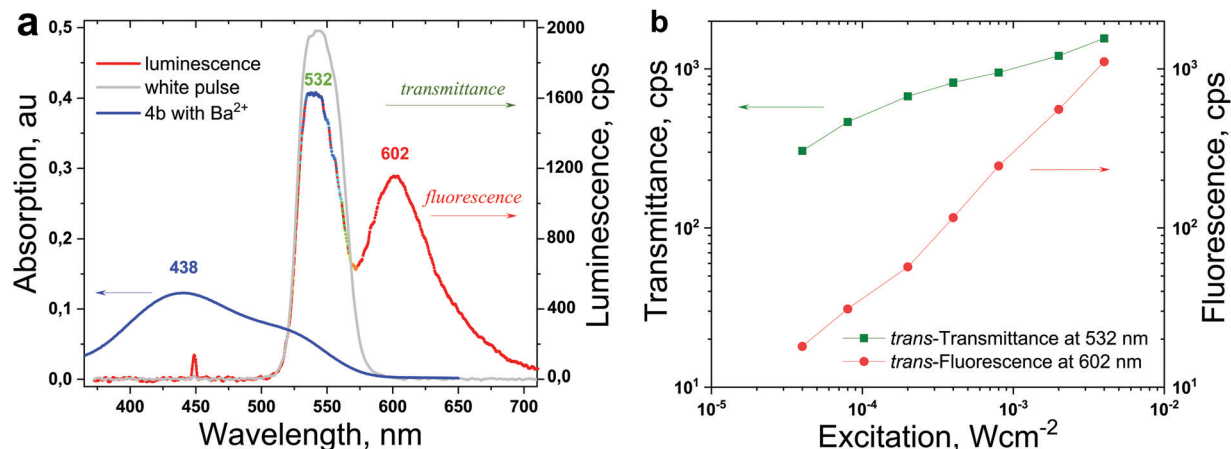 a
0,5
0,4
0,3
0,2
0,1
0,0
Absorption, au
luminescence
white pulse
4b with Ba²⁺
532
transmittance
602
fluorescence
438
2000
1600
1200
800
400
0,0
Luminescence, cps
400 450 500 550 600 650 700
Wavelength, nm
b
10³
10²
10¹
Transmittance, cps
10³
10²
10¹
Fluorescence, cps
trans-Transmittance at 532 nm
trans-Fluorescence at 602 nm
10⁻⁵ 10⁻⁴ 10⁻³ 10⁻²
Excitation, Wcm⁻²